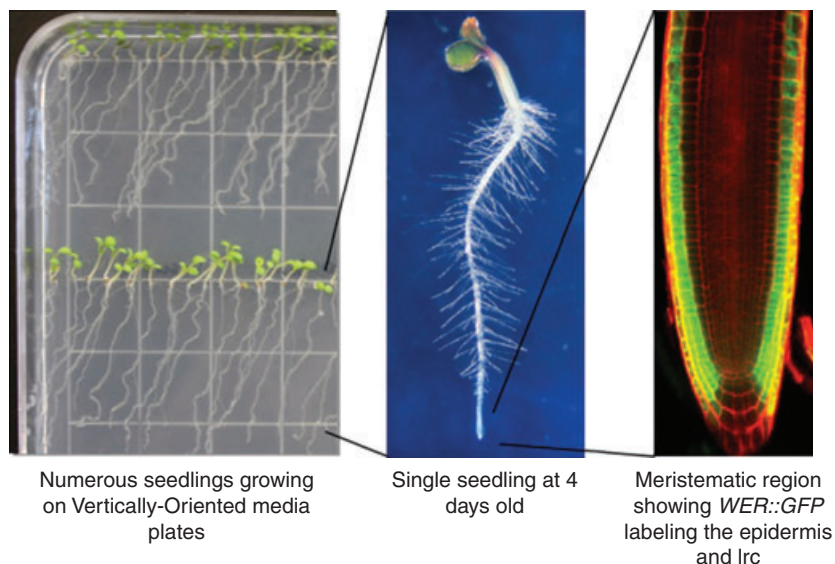 Numerous seedlings growing
on Vertically-Oriented media
plates
Single seedling at 4
days old
Meristematic region
showing WER::GFP
labeling the epidermis
and lrc